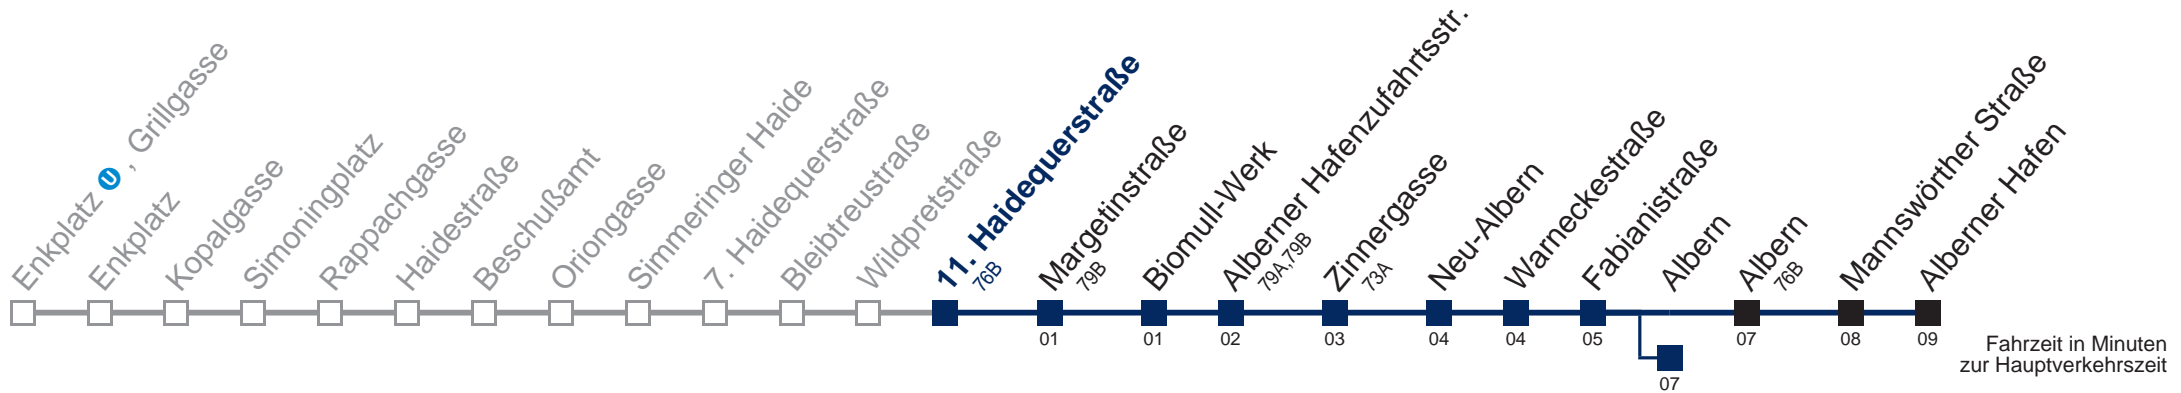 Enkplatz U , Grillgasse
Enkplatz
Kopalgasse
Simoningplatz
Rappachgasse
Haidestraße
Beschußamt
Oriongasse
Simmeringer Haide
7. Haidequerstraße
Bleibtreustraße
Wildpretstraße
11. Haidequerstraße
76B
Margetinstraße
79B
Biomull-Werk
Alberner Hafenzufahrtsstr.
79A,79B
Zinnergasse
73A
Neu-Albern
Warneckestraße
Fabianistraße
Albern
Albern
76B
Mannswörther Straße
Alberner Hafen
01 01 02 03 04 04 05 07 08 09
07
Fahrzeit in Minuten
zur Hauptverkehrszeit